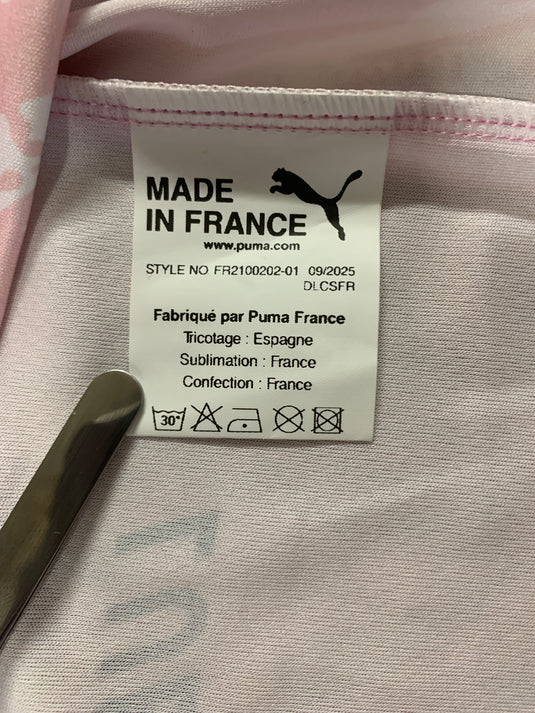 MADE
IN FRANCE
www.puma.com
STYLE NO FR2100202-01 09/2025
DLCSFR
Fabriqué par Puma France
Tricotage : Espagne
Sublimation : France
Confection : France
30°